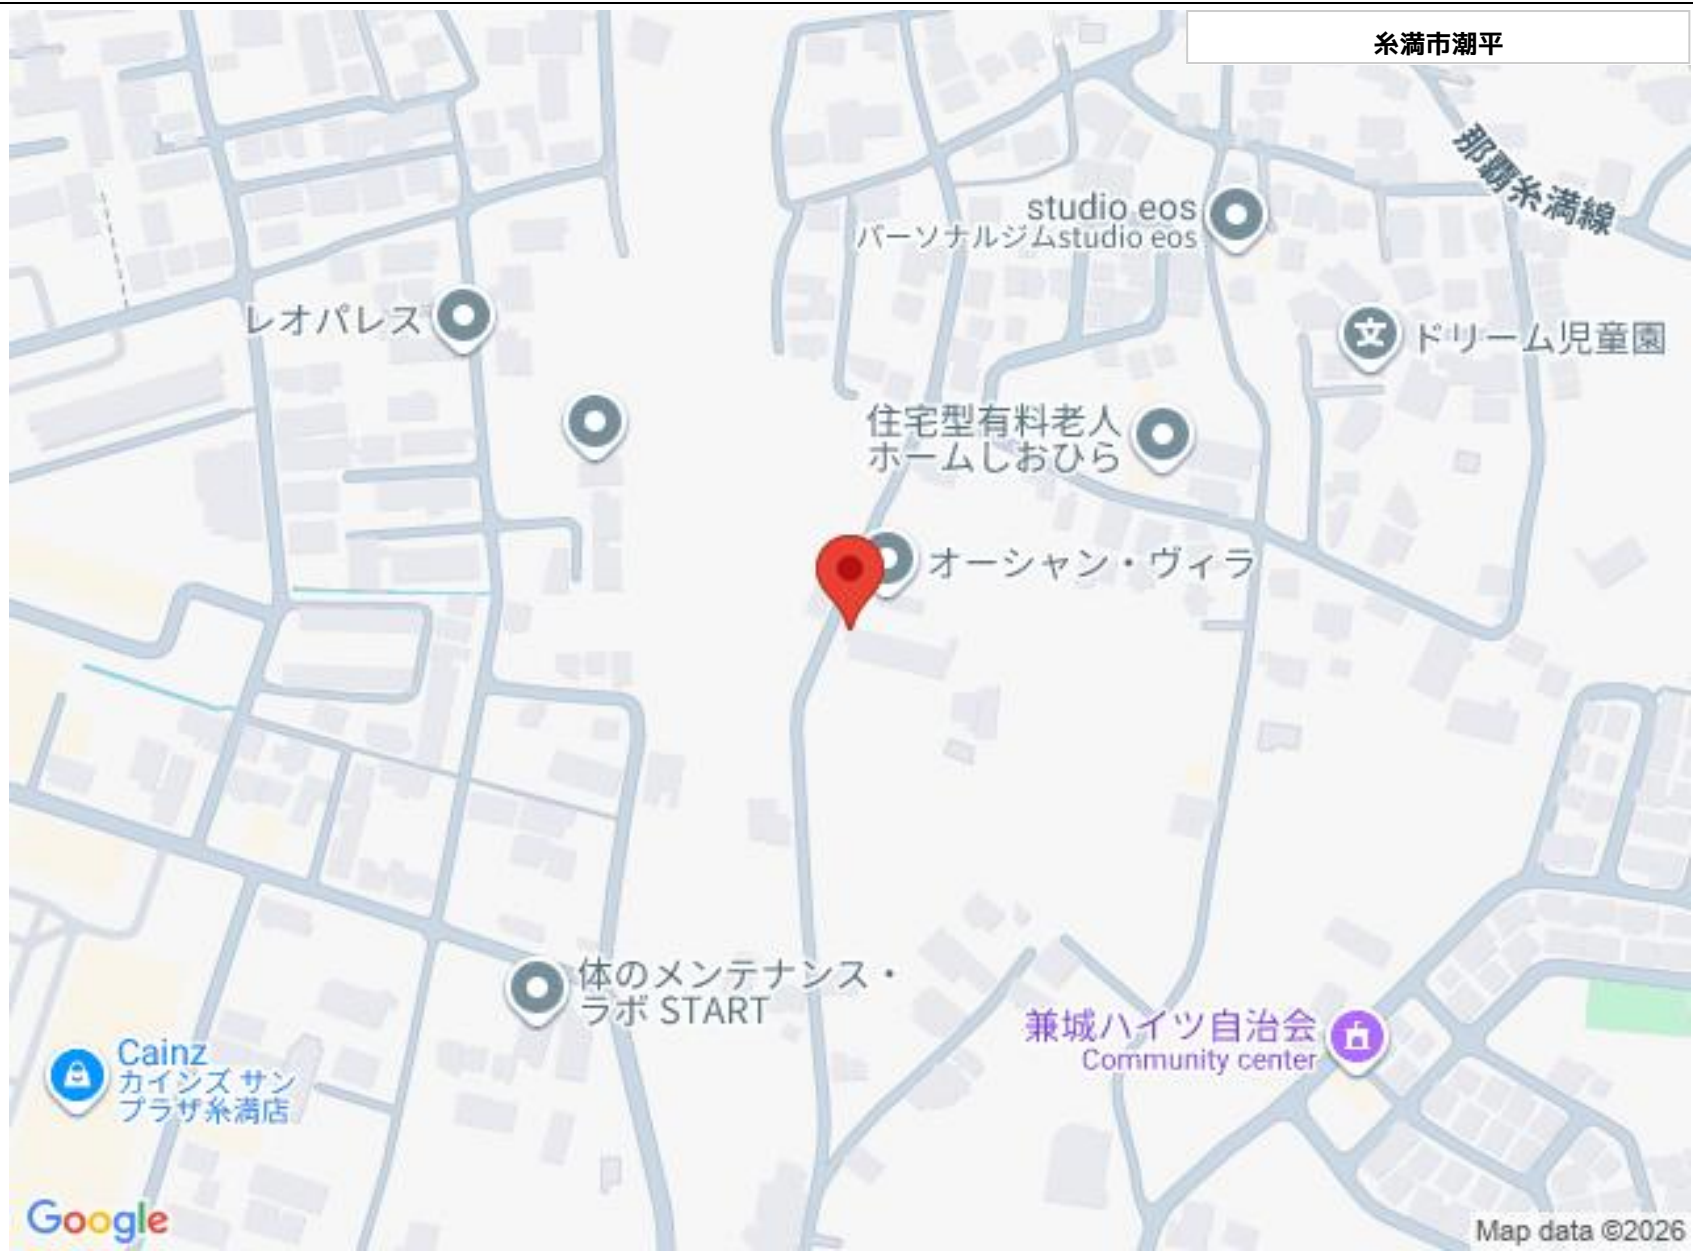 糸満市潮平
那覇糸満線
studio eos
パーソナルジムstudio eos
レオパレス
ドリーム児童園
住宅型有料老人
ホームしおひら
オーシャン・ヴィラ
体のメンテナンス・
ラボ START
兼城ハイツ自治会
Community center
Cainz
カインズ サン
プラザ糸満店
Google
Map data ©2026